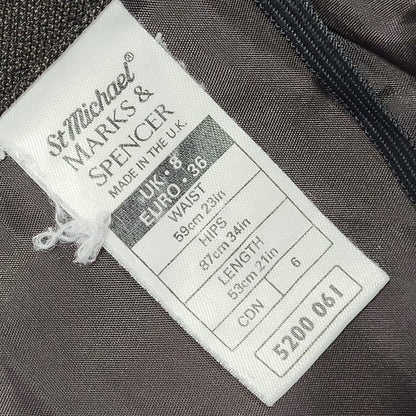 St Michael®
MARKS &
SPENCER
MADE IN THE U.K.
UK · 8
EURO · 36
WAIST
59cm 23in
HIPS
87cm 34in
LENGTH
53cm 21in
CDN 6
5200 061